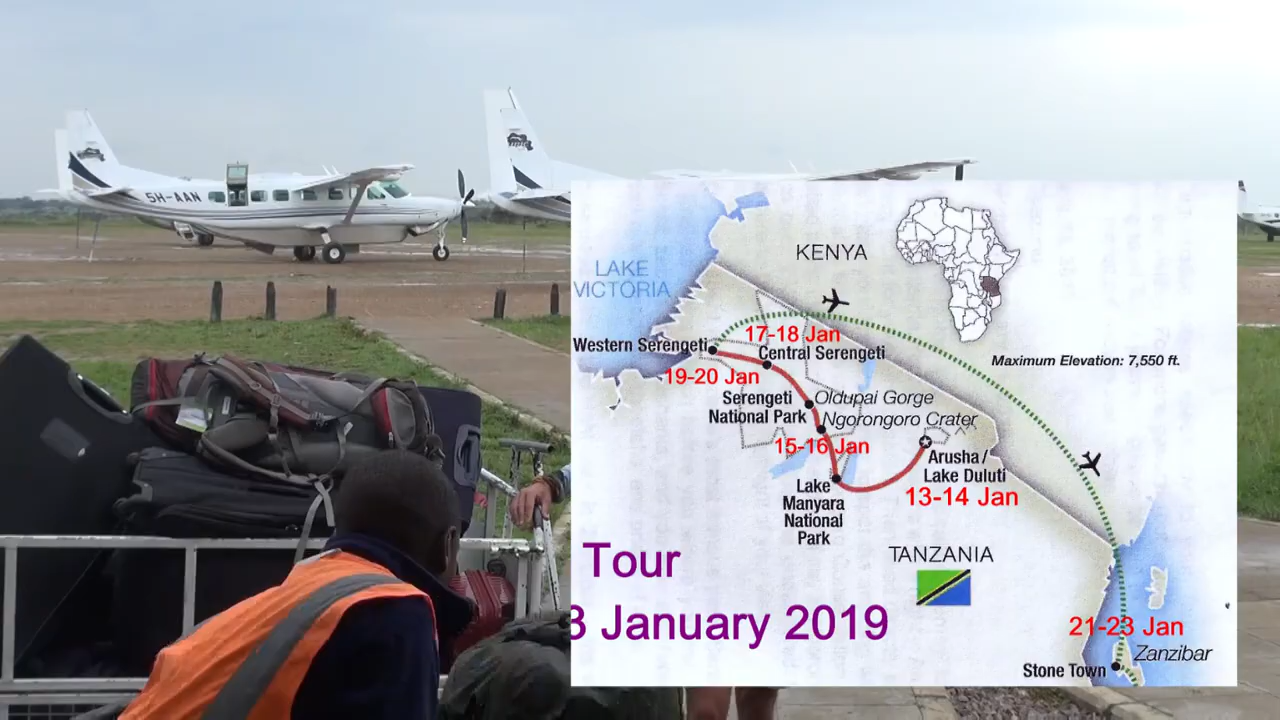 5H-AAN
KENYA
LAKE
VICTORIA
17-18 Jan
Western Serengeti
Central Serengeti
Maximum Elevation: 7,550 ft.
19-20 Jan
Serengeti
National Park
Oldupai Gorge
Ngorongoro Crater
15-16 Jan
Arusha /
Lake Duluti
13-14 Jan
Lake
Manyara
National
Park
TANZANIA
Tour
3 January 2019
21-23 Jan
Zanzibar
Stone Town